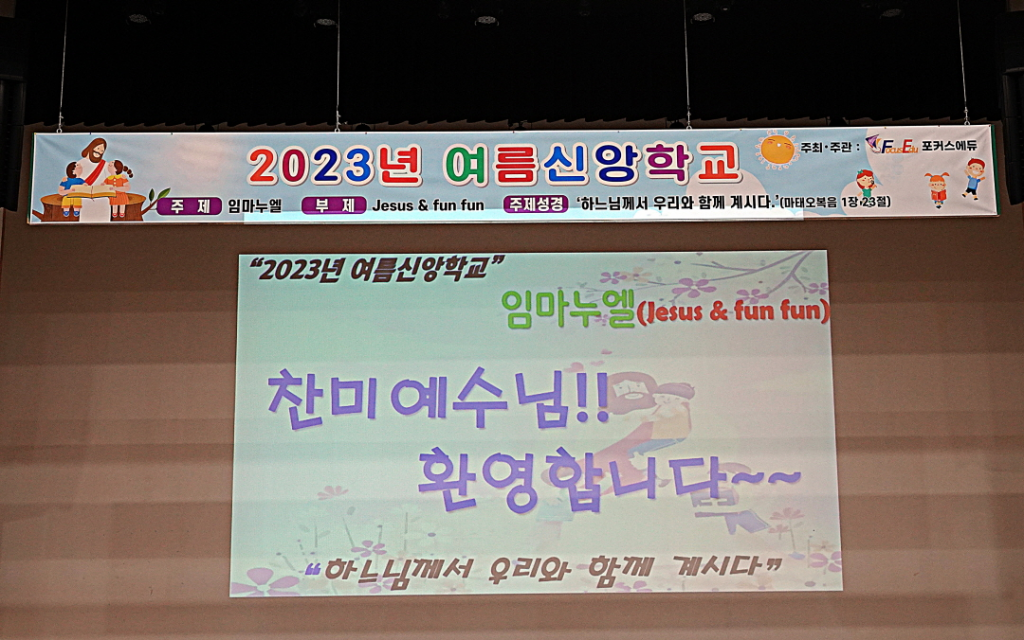 2023년 여름신앙학교
주최·주관 : Focus Edu 포커스에듀
주 제 임마누엘 부 제 Jesus & fun fun 주제성경 '하느님께서 우리와 함께 계시다.'(마태오복음 1장,23절)
"2023년 여름신앙학교"
임마누엘(Jesus & fun fun)
찬미예수님!!
환영합니다~~
"하느님께서 우리와 함께 계시다"